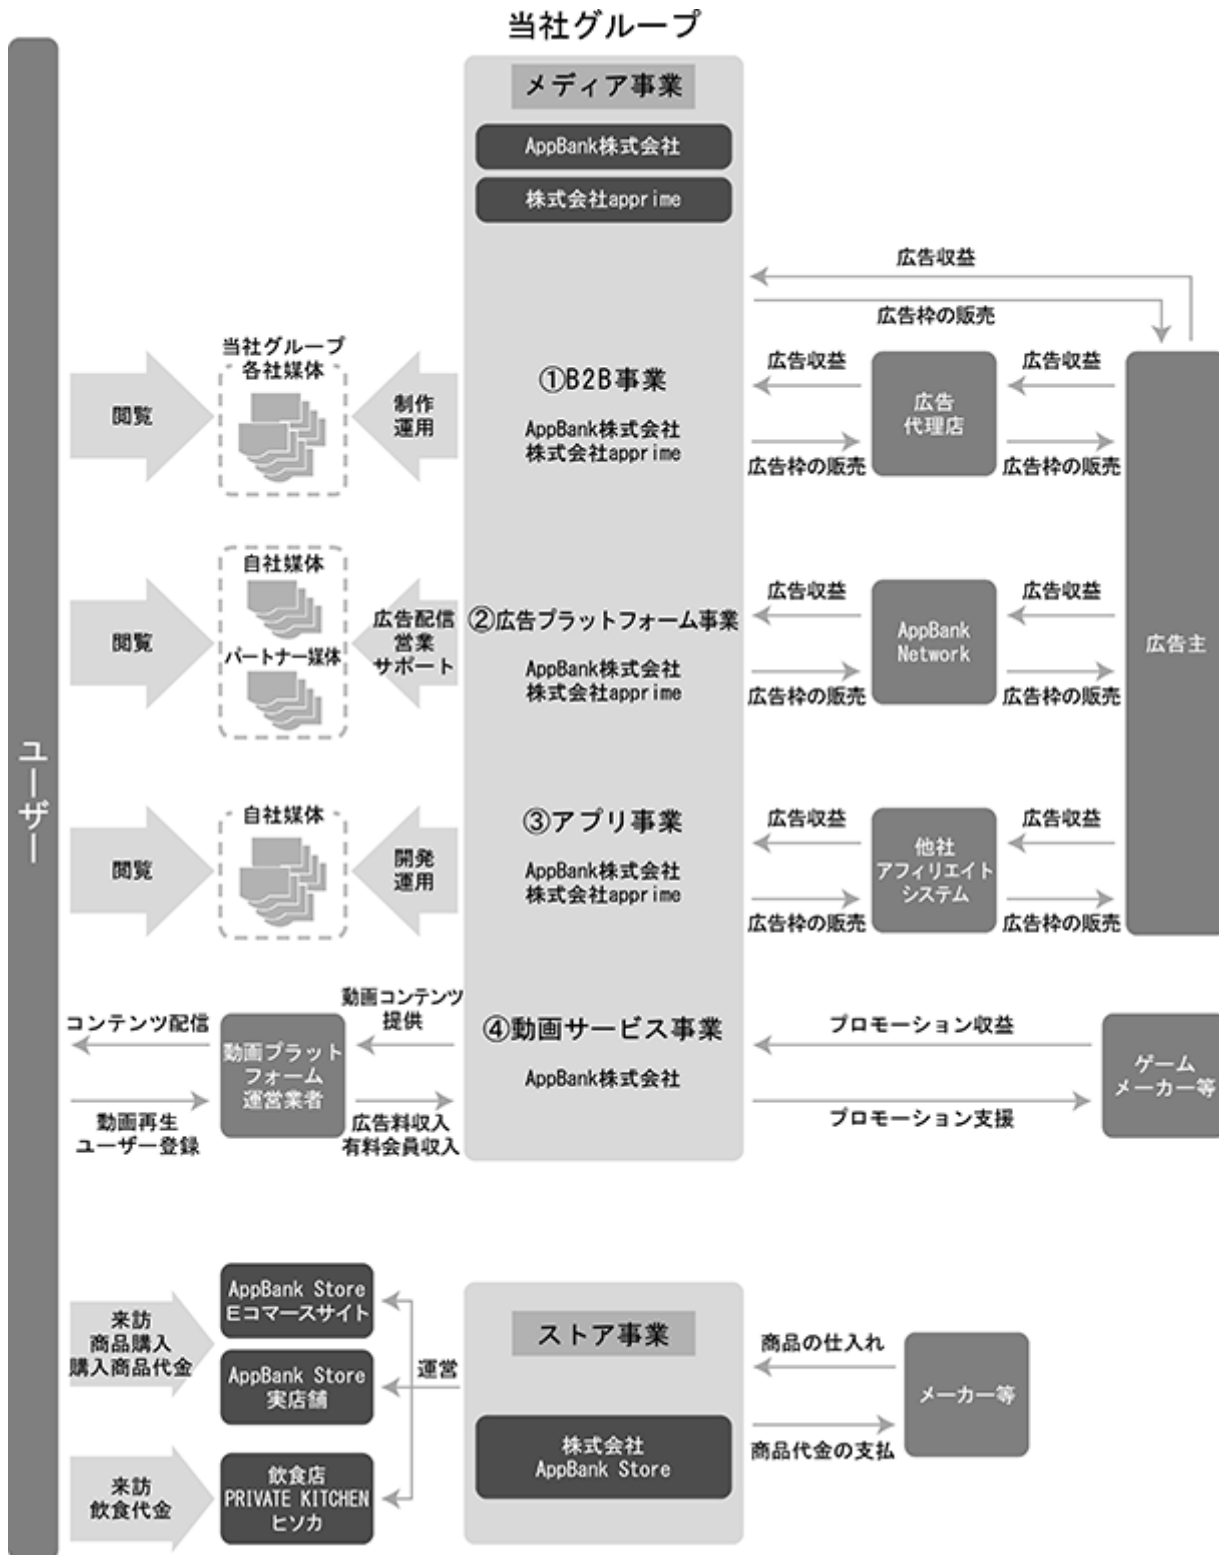 当社グループ
メディア事業
AppBank株式会社
株式会社apprime
広告収益
広告枠の販売
当社グループ
各社媒体
閲覧
制作
運用
①B2B事業
AppBank株式会社
株式会社apprime
広告収益
広告枠の販売
広告
代理店
広告収益
広告枠の販売
自社媒体
パートナー媒体
閲覧
広告配信
営業
サポート
②広告プラットフォーム事業
AppBank株式会社
株式会社apprime
広告収益
広告枠の販売
AppBank
Network
広告収益
広告枠の販売
広告主
ユーザー
自社媒体
閲覧
開発
運用
③アプリ事業
AppBank株式会社
株式会社apprime
広告収益
広告枠の販売
他社
アフィリエイト
システム
広告収益
広告枠の販売
コンテンツ配信
動画再生
ユーザー登録
動画プラット
フォーム
運営業者
動画コンテンツ
提供
広告料収入
有料会員収入
④動画サービス事業
AppBank株式会社
プロモーション収益
プロモーション支援
ゲーム
メーカー等
来訪
商品購入
購入商品代金
AppBank Store
Eコマースサイト
AppBank Store
実店舗
運営
ストア事業
株式会社
AppBank Store
商品の仕入れ
商品代金の支払
メーカー等
来訪
飲食代金
飲食店
PRIVATE KITCHEN
ヒソカ